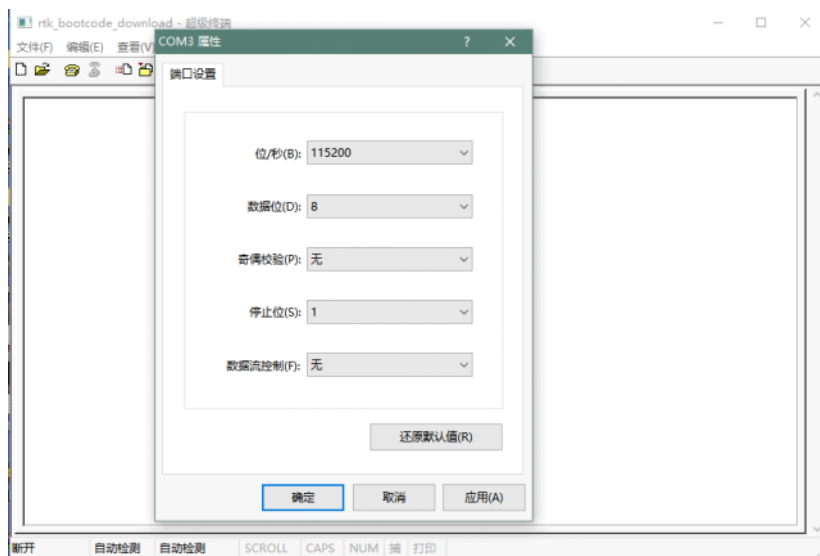 rtk_bootcode_download - 超级终端
文件(F) 编辑(E) 查看(V)
COM3 属性 ? ×
端口设置
位/秒(B): 115200
数据位(D): 8
奇偶校验(P): 无
停止位(S): 1
数据流控制(F): 无
还原默认值(R)
确定 取消 应用(A)
断开 自动检测 自动检测 SCROLL CAPS NUM 捕 打印